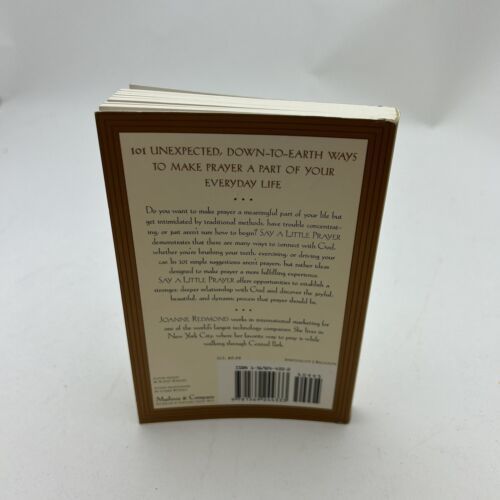 101 UNEXPECTED, DOWN-TO-EARTH WAYS
TO MAKE PRAYER A PART OF YOUR
EVERYDAY LIFE
Do you want to make prayer a meaningful part of your life but
get intimidated by traditional methods, have trouble concentrat-
ing, or just aren't sure how to begin? SAY A LITTLE PRAYER
demonstrates that there are many ways to connect with God,
whether you're brushing your teeth, exercising, or driving your
car. Its 101 simple suggestions aren't prayers, but rather ideas
designed to make prayer a more fulfilling experience.
SAY A LITTLE PRAYER offers opportunities to establish a
stronger, deeper relationship with God and discover the joyful,
beautiful, and dynamic process that prayer should be.
JOANNE REDMOND works in international marketing for
one of the world's largest technology companies. She lives in
New York City, where her favorite way to pray is while
walking through Central Park.
ISBN